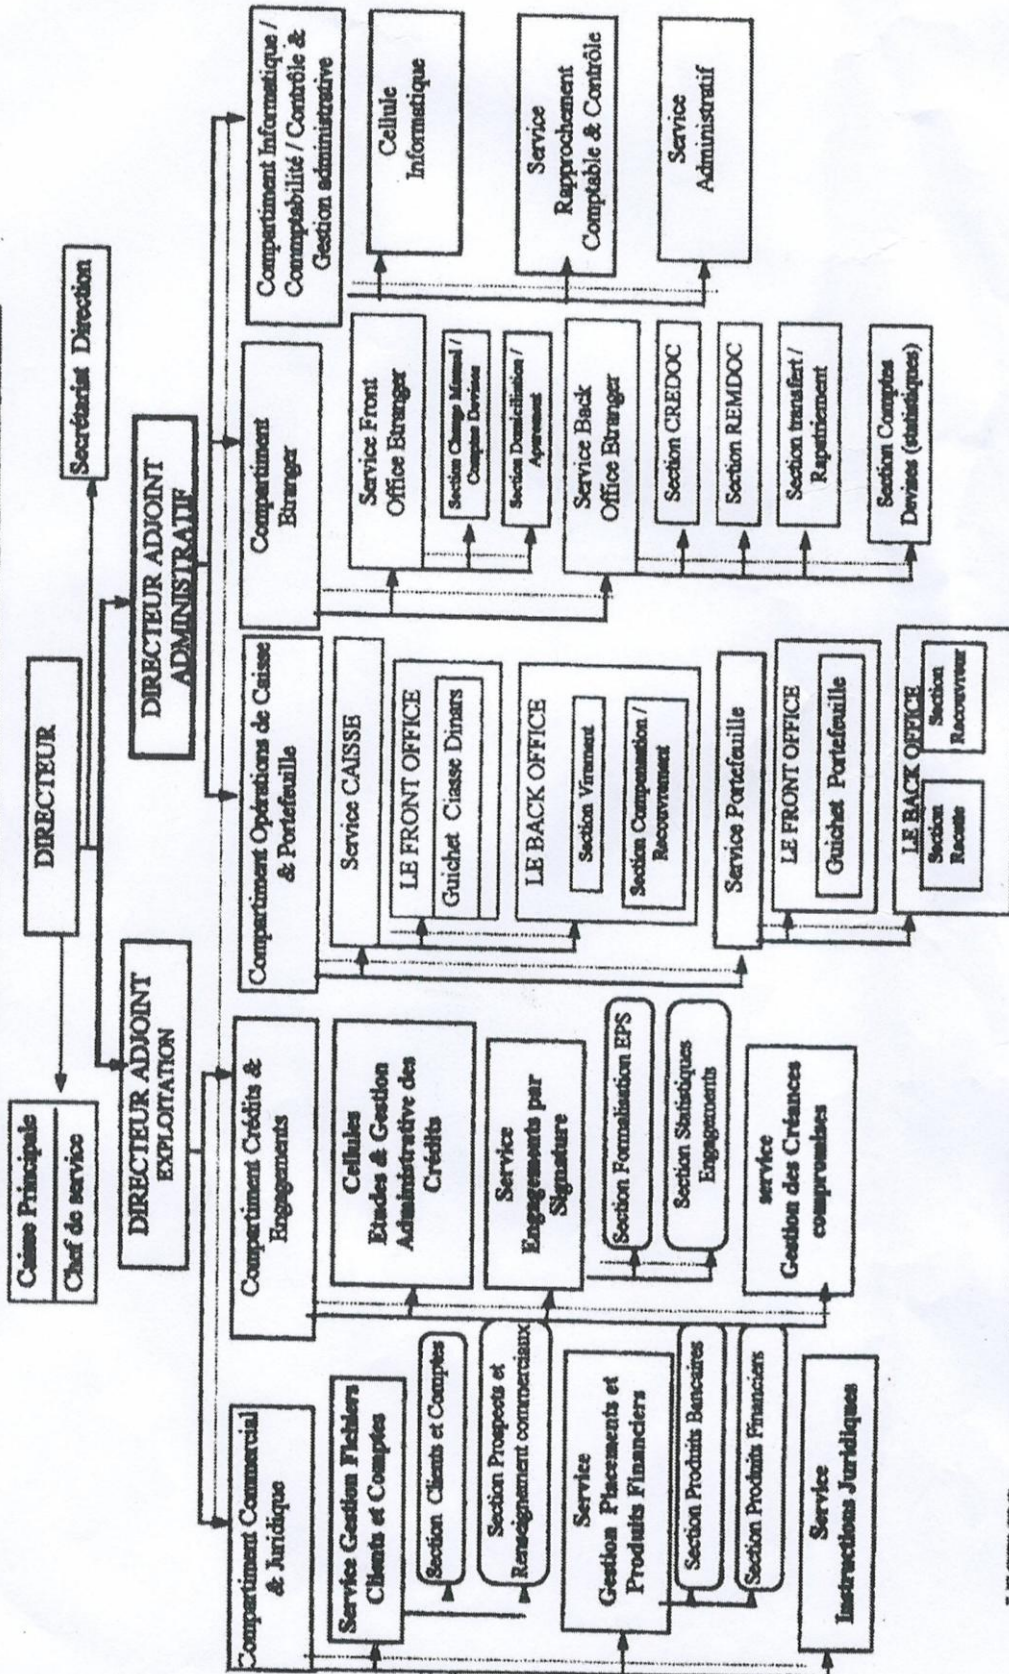 Caisse Principale
Chef de service
DIRECTEUR
Secrétariat Direction
DIRECTEUR ADJOINT
EXPLOITATION
DIRECTEUR ADJOINT
ADMINISTRATIF
Compartiment Commercial
& Juridique
Service Gestion Fichiers
Clients et Comptes
Section Clients et Comptes
Section Prospects et
Renseignement commerciaux
Service
Gestion Placements et
Produits Financiers
Section Produits Bancaires
Section Produits Financiers
Service
Instructions Juridiques
Compartiment Crédits &
Engagements
Cellules
Etudes & Gestion
Administrative des
Crédits
Service
Engagements par
Signature
Section Formalisation EPS
Section Statistiques
Engagements
service
Gestion des Créances
compromises
Compartiment Opérations de Caisse
& Portefeuille
Service CAISSE
LE FRONT OFFICE
Guichet Ciasse Dinars
LE BACK OFFICE
Section Virement
Section Compensation /
Recouvrement
Service Portefeuille
LE FRONT OFFICE
Guichet Portefeuille
LE BACK OFFICE
Section
Recette
Section
Recouvreur
Compartiment
Etranger
Service Front
Office Etranger
Section Change Manuel /
Comptes Devises
Section Domiciliation /
Apurement
Service Back
Office Etranger
Section CREDOC
Section REMDOC
Section transfert /
Rapatriement
Section Comptes
Devises (statistiques)
Compartiment Informatique /
Commptabilité / Contrôle &
Gestion administrative
Cellule
Informatique
Service
Rapprochement
Comptable & Contrôle
Service
Administratif